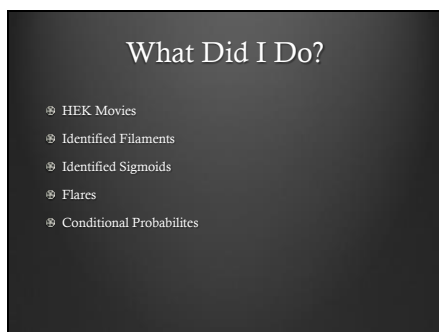 What Did I Do?
HEK Movies
Identified Filaments
Identified Sigmoids
Flares
Conditional Probabilites